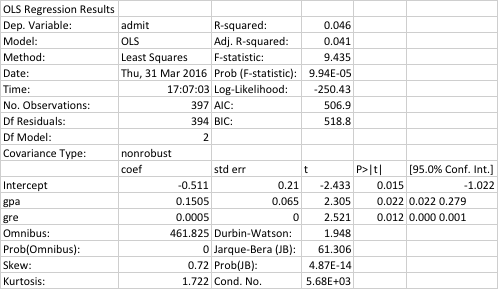 OLS Regression Results
Dep. Variable: admit R-squared: 0.046
Model: OLS Adj. R-squared: 0.041
Method: Least Squares F-statistic: 9.435
Date: Thu, 31 Mar 2016 Prob (F-statistic): 9.94E-05
Time: 17:07:03 Log-Likelihood: -250.43
No. Observations: 397 AIC: 506.9
Df Residuals: 394 BIC: 518.8
Df Model: 2
Covariance Type: nonrobust
coef std err t P>|t| [95.0% Conf. Int.]
Intercept -0.511 0.21 -2.433 0.015 -1.022
gpa 0.1505 0.065 2.305 0.022 0.022 0.279
gre 0.0005 0 2.521 0.012 0.000 0.001
Omnibus: 461.825 Durbin-Watson: 1.948
Prob(Omnibus): 0 Jarque-Bera (JB): 61.306
Skew: 0.72 Prob(JB): 4.87E-14
Kurtosis: 1.722 Cond. No. 5.68E+03